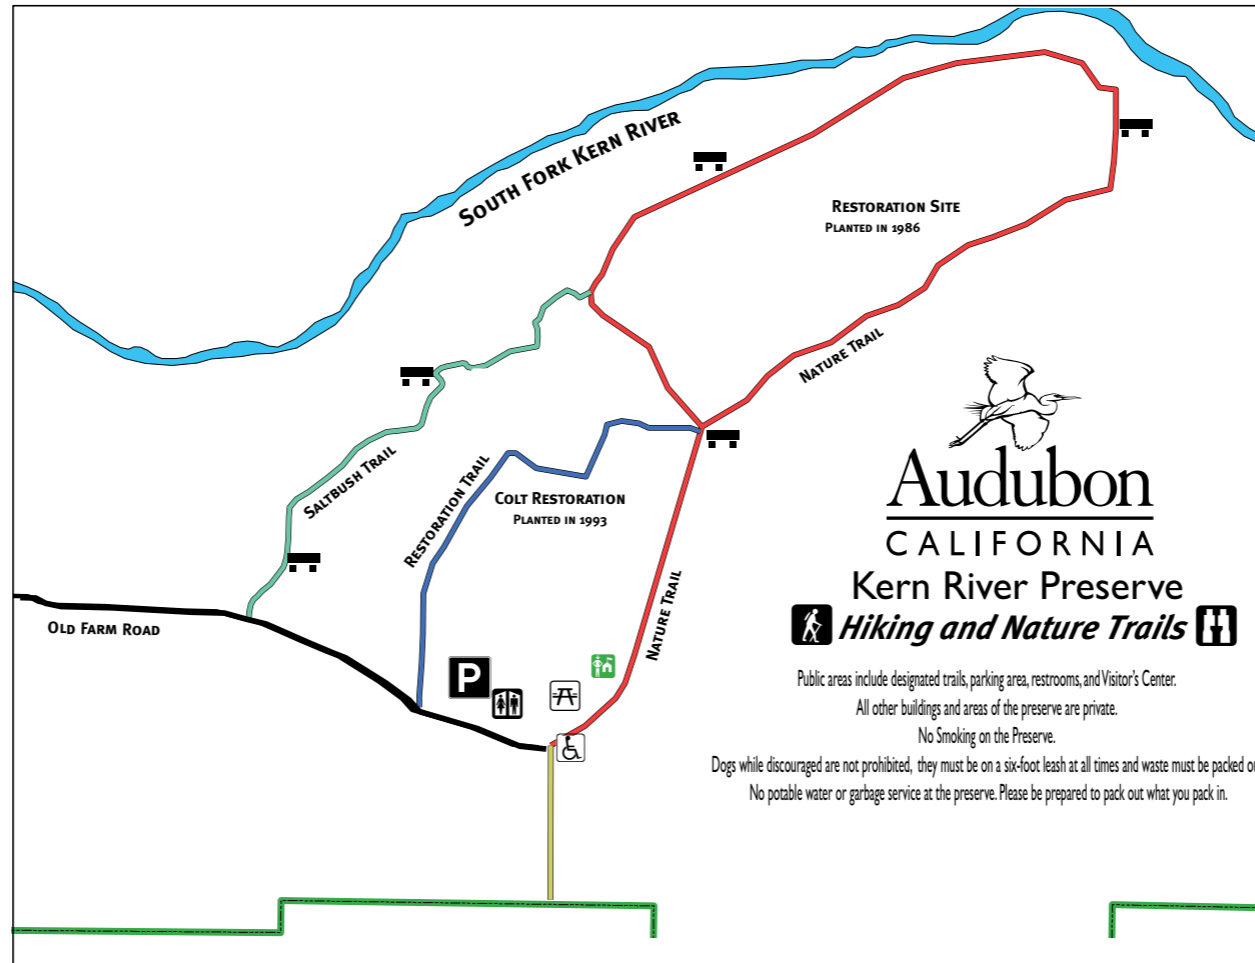 South Fork Kern River
Restoration Site
Planted in 1986
Nature Trail
Saltbush Trail
Restoration Trail
Colt Restoration
Planted in 1993
Nature Trail
Old Farm Road
P
Audubon
CALIFORNIA
Kern River Preserve
Hiking and Nature Trails
Public areas include designated trails, parking area, restrooms, and Visitor's Center.
All other buildings and areas of the preserve are private.
No Smoking on the Preserve.
Dogs while discouraged are not prohibited, they must be on a six-foot leash at all times and waste must be packed ou
No potable water or garbage service at the preserve. Please be prepared to pack out what you pack in.